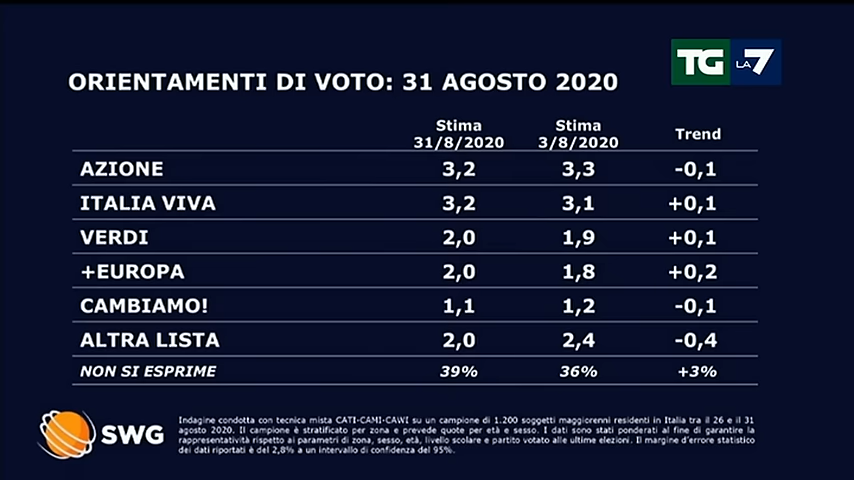 TG LA 7
ORIENTAMENTI DI VOTO: 31 AGOSTO 2020
Stima Stima
31/8/2020 3/8/2020 Trend
AZIONE 3,2 3,3 -0,1
ITALIA VIVA 3,2 3,1 +0,1
VERDI 2,0 1,9 +0,1
+EUROPA 2,0 1,8 +0,2
CAMBIAMO! 1,1 1,2 -0,1
ALTRA LISTA 2,0 2,4 -0,4
NON SI ESPRIME 39% 36% +3%
SWG
Indagine condotta con tecnica mista CATI-CAMI-CAWI su un campione di 1.200 soggetti maggiorenni residenti in Italia tra il 26 e il 31
agosto 2020. Il campione è stratificato per zona e prevede quote per età e sesso. I dati sono stati ponderati al fine di garantire la
rappresentatività rispetto ai parametri di zona, sesso, età, livello scolare e partito votato alle ultime elezioni. Il margine d'errore statistico
dei dati riportati è del 2,8% a un intervallo di confidenza del 95%.